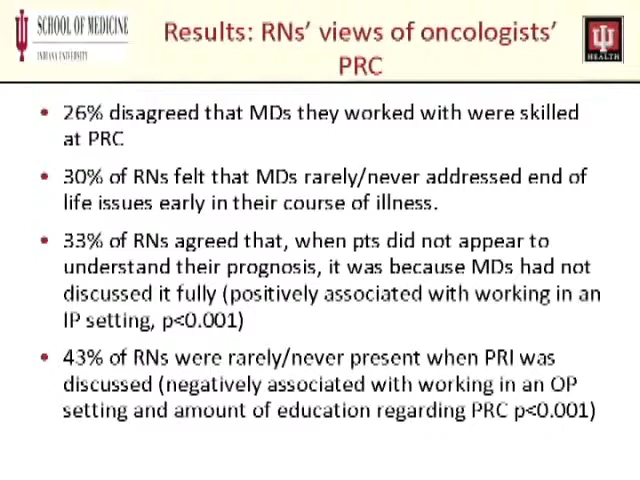 SCHOOL OF MEDICINE
INDIANA UNIVERSITY
Results: RNs’ views of oncologists’
PRC
HEALTH
• 26% disagreed that MDs they worked with were skilled
at PRC
• 30% of RNs felt that MDs rarely/never addressed end of
life issues early in their course of illness.
• 33% of RNs agreed that, when pts did not appear to
understand their prognosis, it was because MDs had not
discussed it fully (positively associated with working in an
IP setting, p<0.001)
• 43% of RNs were rarely/never present when PRI was
discussed (negatively associated with working in an OP
setting and amount of education regarding PRC p<0.001)